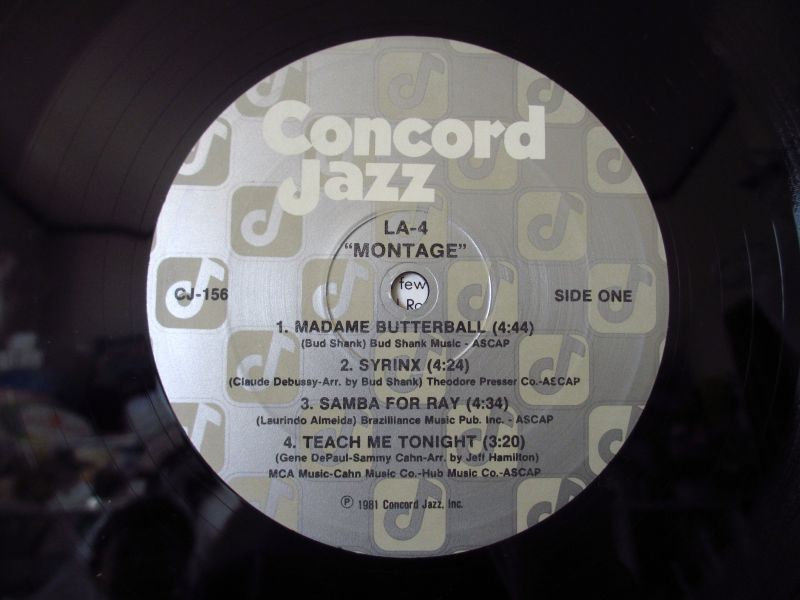 Concord
Jazz
LA-4
"MONTAGE"
few
Ro
CJ-156
SIDE ONE
1. MADAME BUTTERBALL (4:44)
(Bud Shank) Bud Shank Music - ASCAP
2. SYRINX (4:24)
(Claude Debussy-Arr. by Bud Shank) Theodore Presser Co.-ASCAP
3. SAMBA FOR RAY (4:34)
(Laurindo Almeida) Brazilliance Music Pub. Inc. - ASCAP
4. TEACH ME TONIGHT (3:20)
(Gene DePaul-Sammy Cahn-Arr. by Jeff Hamilton)
MCA Music-Cahn Music Co.-Hub Music Co.-ASCAP
℗ 1981 Concord Jazz, Inc.